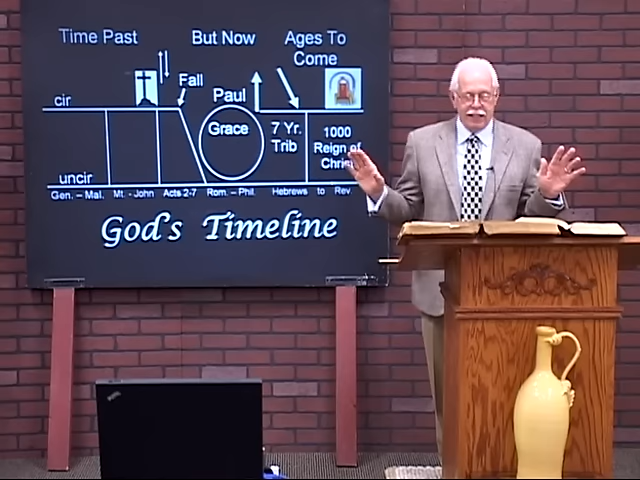 Time Past But Now Ages To
Come
Fall
cir Paul
Grace 7 Yr. 1000
Trib Reign of
Christ
uncir
Gen. – Mal. Mt. - John Acts 2-7 Rom. – Phil. Hebrews to Rev
God's Timeline